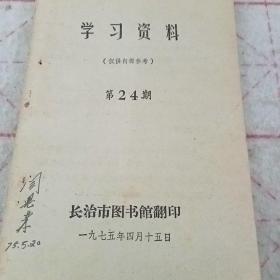 学习资料
（仅供内部参考）
第24期
长治市图书館翻印
一九七五年四月十五日
75.5.20